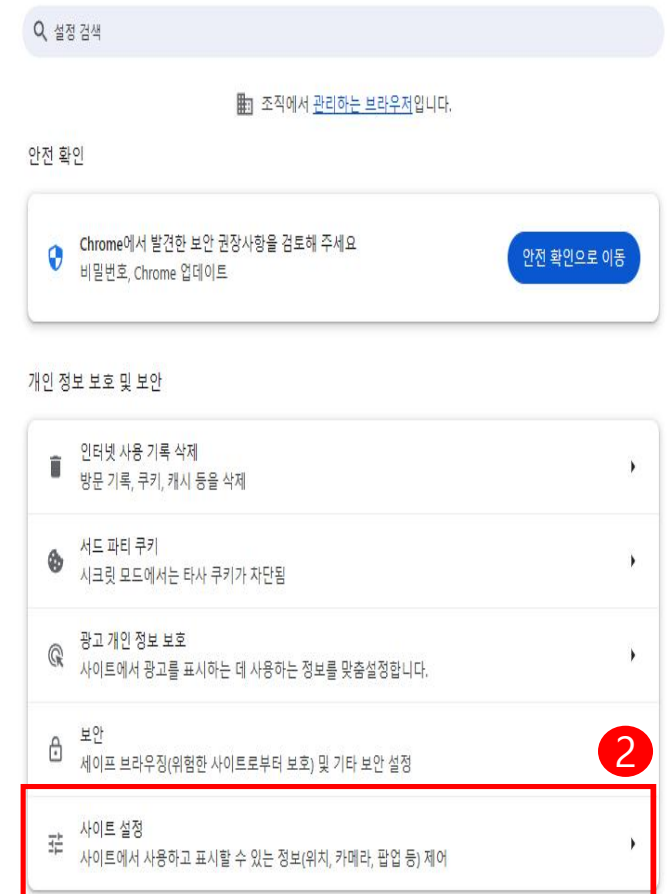 설정 검색
조직에서 관리하는 브라우저입니다.
안전 확인
Chrome에서 발견한 보안 권장사항을 검토해 주세요
비밀번호, Chrome 업데이트
안전 확인으로 이동
개인 정보 보호 및 보안
인터넷 사용 기록 삭제
방문 기록, 쿠키, 캐시 등을 삭제
서드 파티 쿠키
시크릿 모드에서는 타사 쿠키가 차단됨
광고 개인 정보 보호
사이트에서 광고를 표시하는 데 사용하는 정보를 맞춤설정합니다.
보안
세이프 브라우징(위험한 사이트로부터 보호) 및 기타 보안 설정
2
사이트 설정
사이트에서 사용하고 표시할 수 있는 정보(위치, 카메라, 팝업 등) 제어